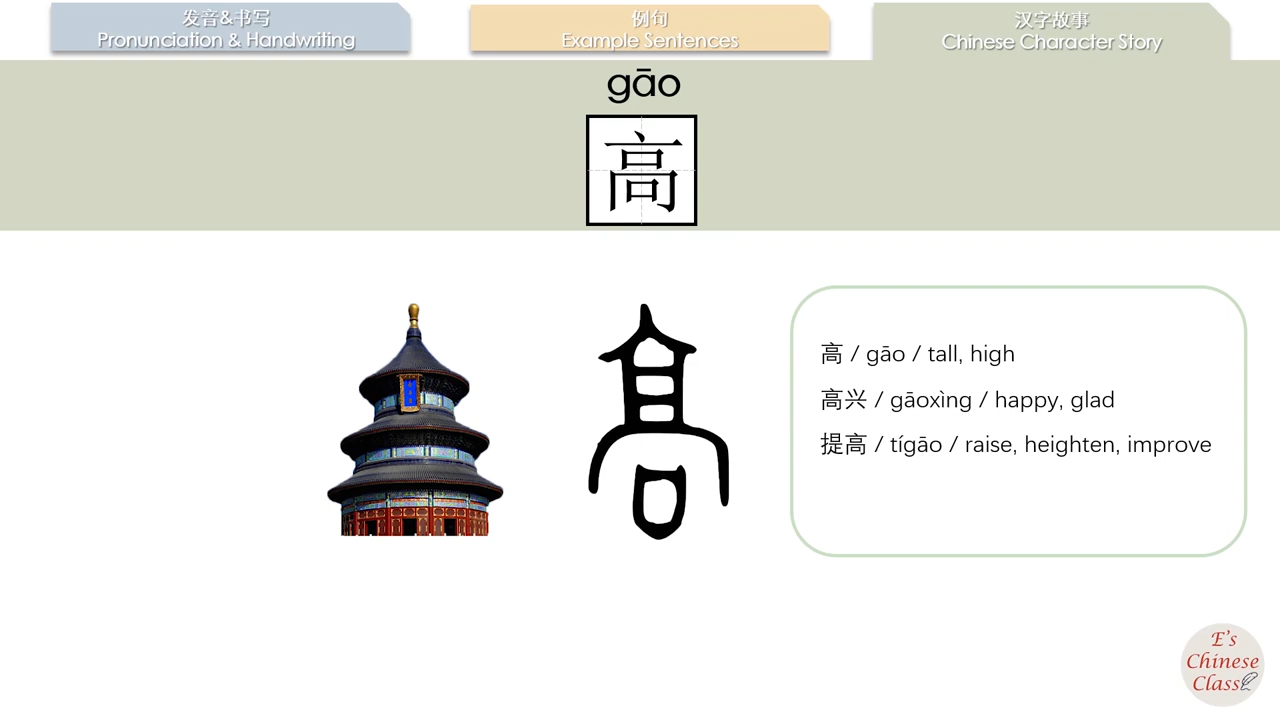 发音&书写
Pronunciation & Handwriting
例句
Example Sentences
汉字故事
Chinese Character Story
gāo
高
高 / gāo / tall, high
高兴 / gāoxìng / happy, glad
提高 / tígāo / raise, heighten, improve
E's
Chinese
Class